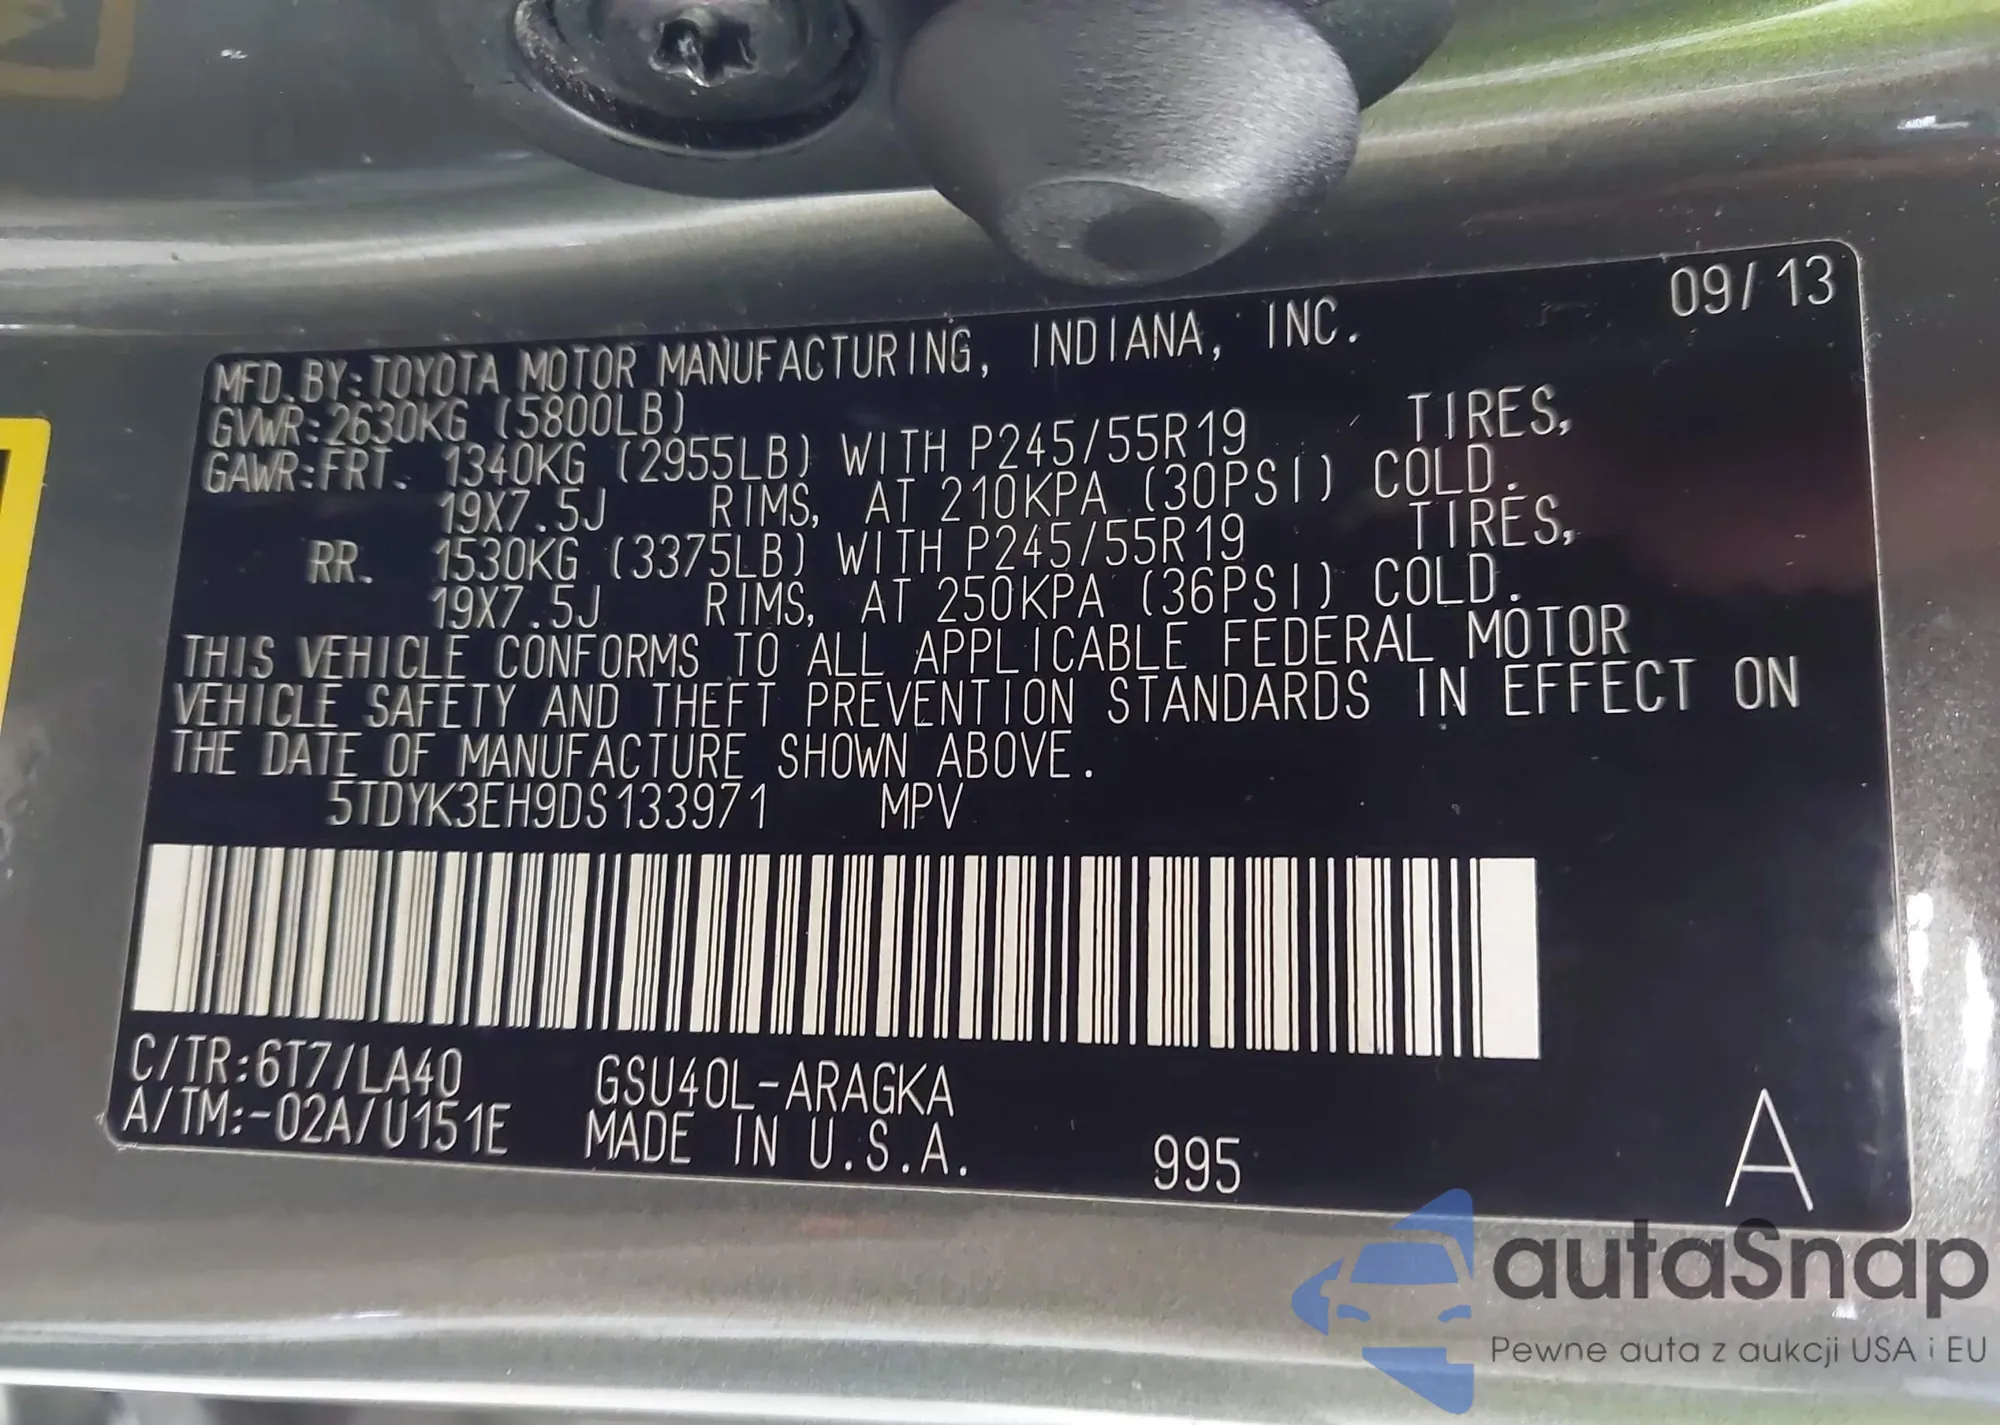 09/13
MFD.BY:TOYOTA MOTOR MANUFACTURING, INDIANA, INC.
GVWR:2630KG (5800LB)
GAWR:FRT. 1340KG (2955LB) WITH P245/55R19 TIRES,
19X7.5J RIMS, AT 210KPA (30PSI) COLD.
RR. 1530KG (3375LB) WITH P245/55R19 TIRES,
19X7.5J RIMS, AT 250KPA (36PSI) COLD.
THIS VEHICLE CONFORMS TO ALL APPLICABLE FEDERAL MOTOR
VEHICLE SAFETY AND THEFT PREVENTION STANDARDS IN EFFECT ON
THE DATE OF MANUFACTURE SHOWN ABOVE.
5TDYK3EH9DS133971 MPV
C/TR:6T7/LA40 GSU40L-ARAGKA
A/TM:-02A/U151E MADE IN U.S.A. 995 A
autaSnap
Pewne auta z aukcji USA i EU